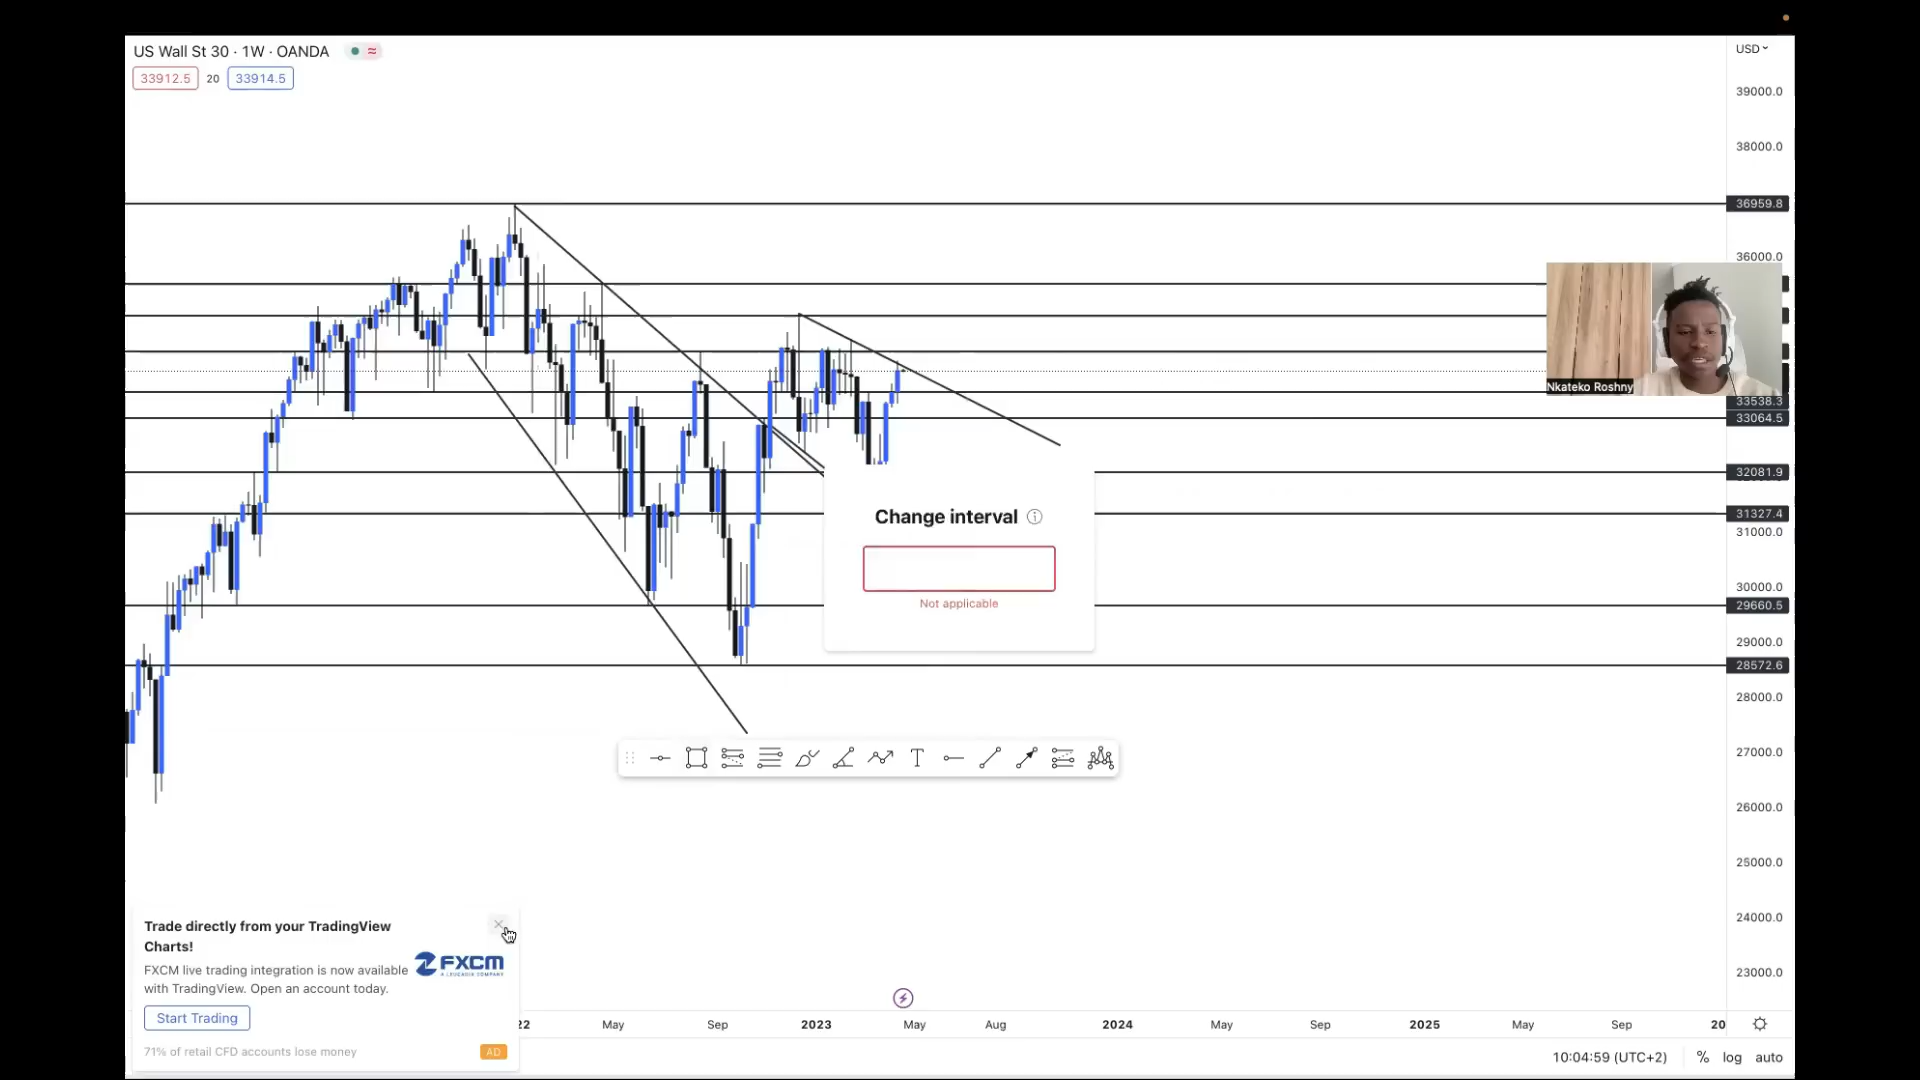 US Wall St 30 · 1W · OANDA
33912.5 20 33914.5
USD
39000.0
38000.0
36959.8
36000.0
Nkateko Roshny
33538.3
33064.5
32081.9
31327.4
31000.0
30000.0
29660.5
29000.0
28572.6
28000.0
27000.0
26000.0
25000.0
24000.0
23000.0
Change interval
Not applicable
Trade directly from your TradingView
Charts!
FXCM live trading integration is now available
with TradingView. Open an account today.
FXCM
A LEUCADIA COMPANY
Start Trading
71% of retail CFD accounts lose money
AD
22 May Sep 2023 May Aug 2024 May Sep 2025 May Sep 20
10:04:59 (UTC+2) % log auto